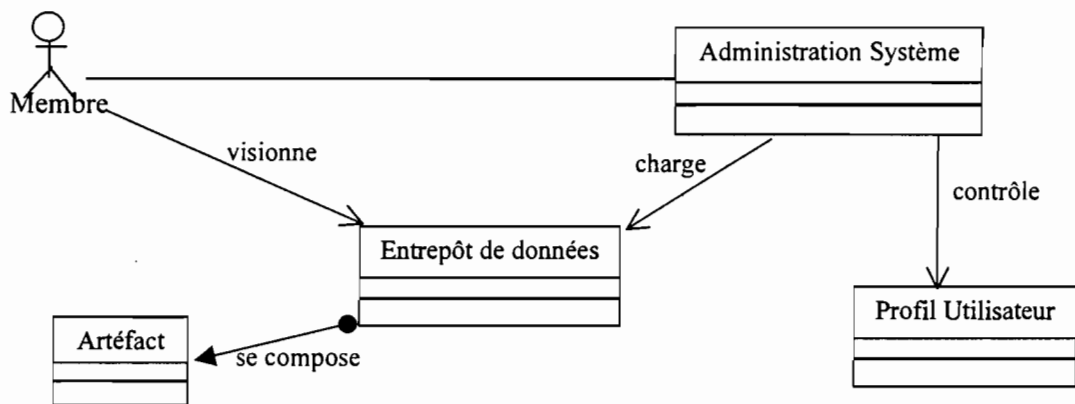 Administration Système
Membre
visionne
charge
contrôle
Entrepôt de données
Profil Utilisateur
Artéfact
se compose